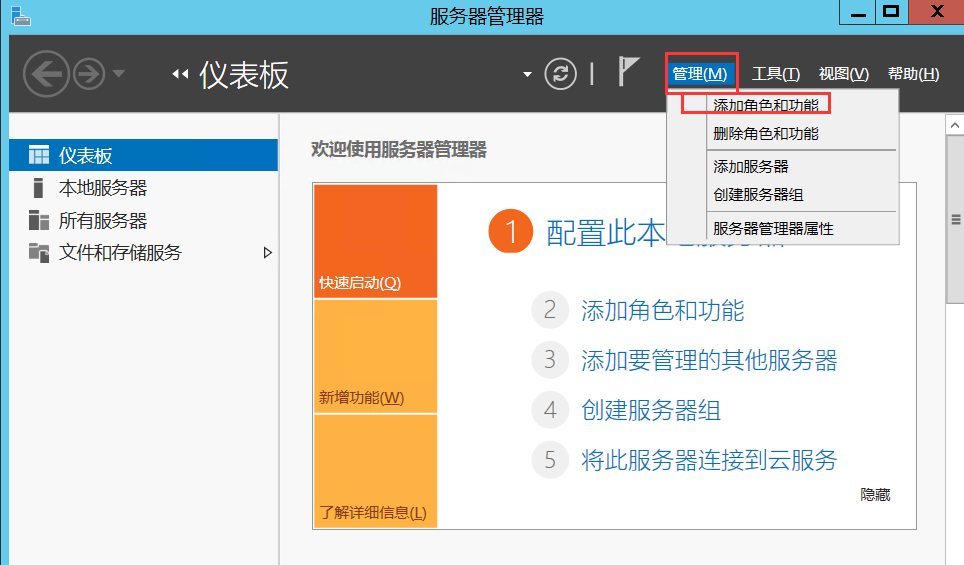 服务器管理器
仪表板
管理(M) 工具(T) 视图(V) 帮助(H)
添加角色和功能
删除角色和功能
添加服务器
创建服务器组
服务器管理器属性
仪表板
本地服务器
所有服务器
文件和存储服务
欢迎使用服务器管理器
快速启动(Q)
新增功能(W)
了解详细信息(L)
1 配置此本
2 添加角色和功能
3 添加要管理的其他服务器
4 创建服务器组
5 将此服务器连接到云服务
隐藏